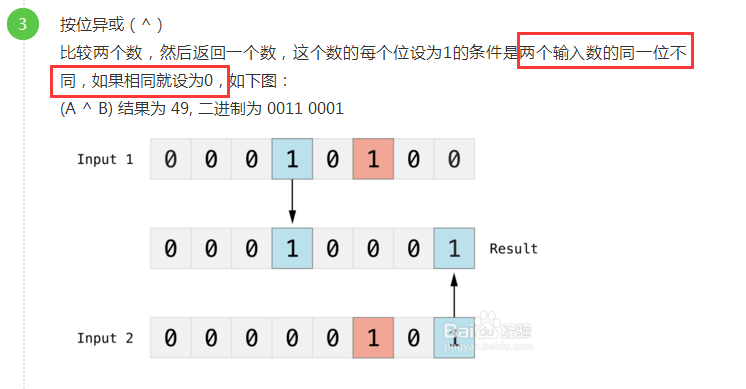 3
按位异或 ( ^ )
比较两个数，然后返回一个数，这个数的每个位设为1的条件是两个输入数的同一位不
同，如果相同就设为0，如下图：
(A ^ B) 结果为 49, 二进制为 0011 0001
Input 1 0 0 0 1 0 1 0 0
0 0 0 1 0 0 0 1 Result
Input 2 0 0 0 0 0 1 0 1
Baidu 经验
jingyan.baidu.com